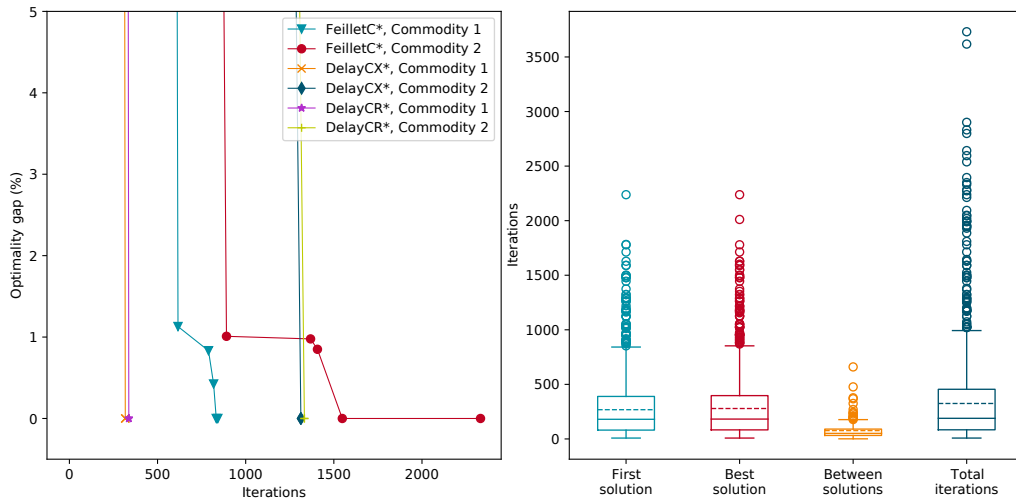 5
4
3
2
1
0
Optimality gap (%)
0
500
1000
1500
2000
Iterations
FeilletC*, Commodity 1
FeilletC*, Commodity 2
DelayCX*, Commodity 1
DelayCX*, Commodity 2
DelayCR*, Commodity 1
DelayCR*, Commodity 2
3500
3000
2500
2000
1500
1000
500
0
Iterations
First
solution
Best
solution
Between
solutions
Total
iterations